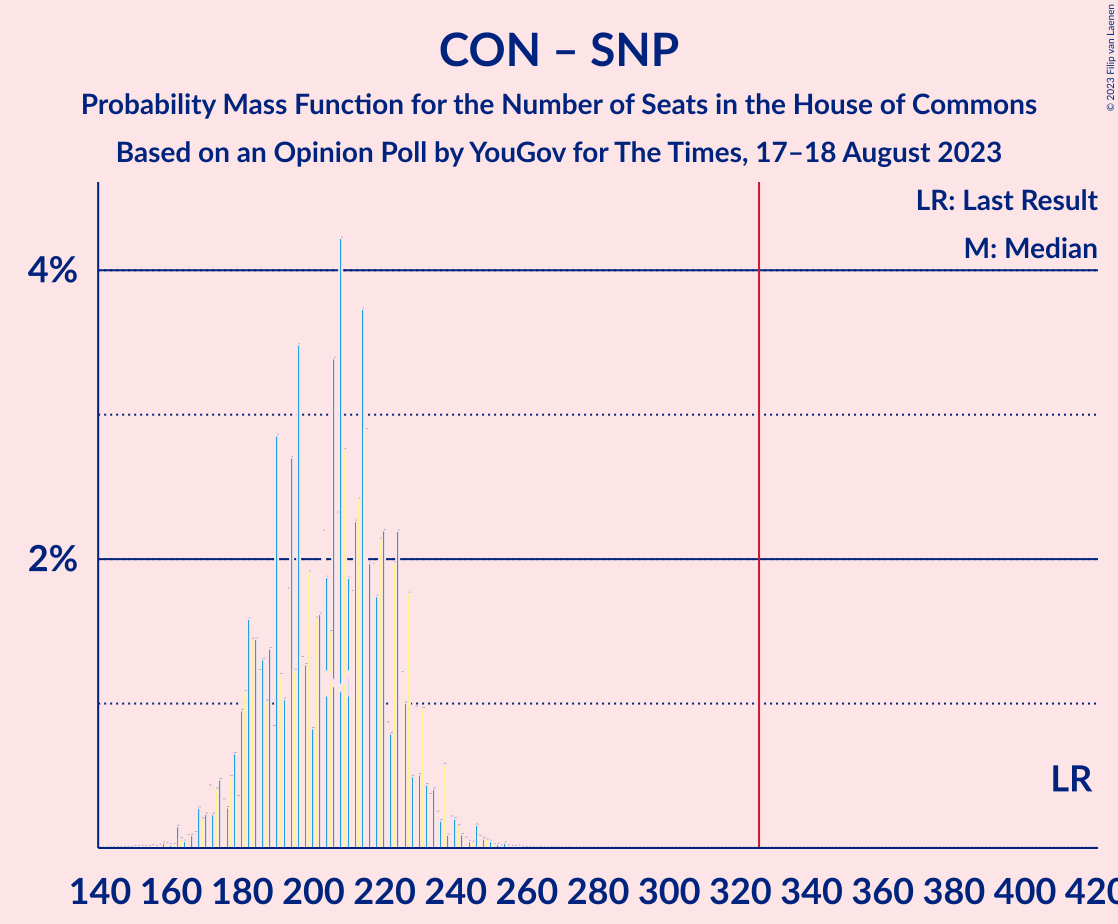 CON – SNP
Probability Mass Function for the Number of Seats in the House of Commons
Based on an Opinion Poll by YouGov for The Times, 17–18 August 2023
© 2023 Filip van Laenen
LR: Last Result
M: Median
4%
2%
M
LR
140 160 180 200 220 240 260 280 300 320 340 360 380 400 420